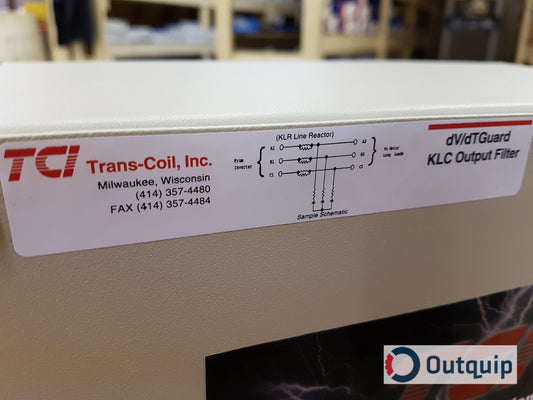 TCI
Trans-Coil, Inc.
Milwaukee, Wisconsin
(414) 357-4480
FAX (414) 357-4484
(KLR Line Reactor)
A1
B1
C1
From
Inverter
A2
B2
C2
To Motor
Long Leads
Sample Schematic
dV/dTGuard
KLC Output Filter
Outquip